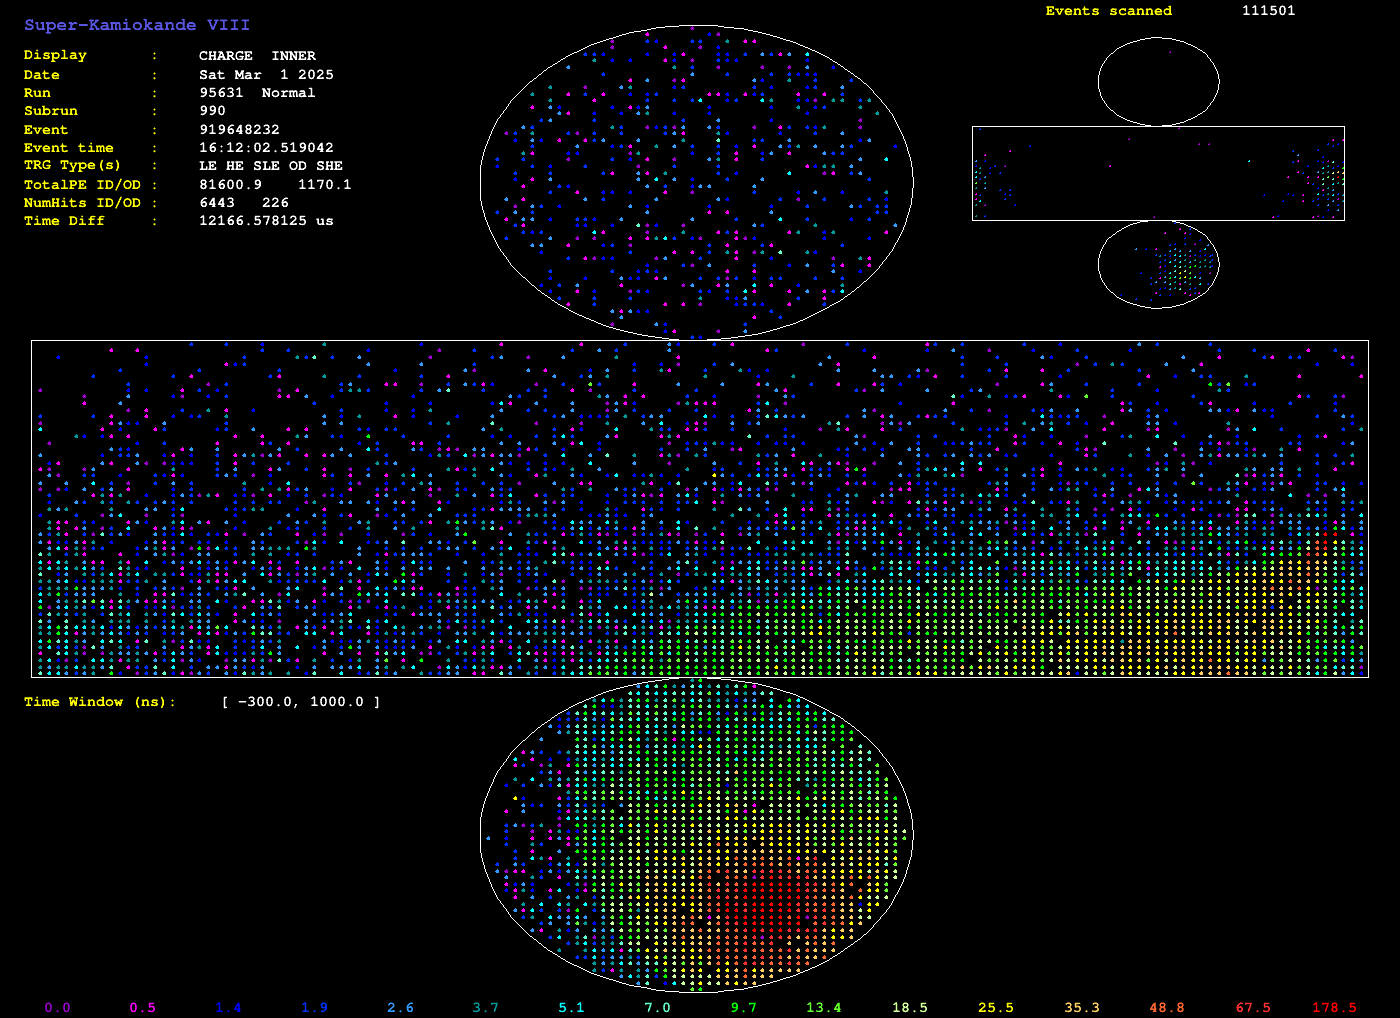 Super-Kamiokande VIII
Events scanned 111501
Display : CHARGE INNER
Date : Sat Mar 1 2025
Run : 95631 Normal
Subrun : 990
Event : 919648232
Event time : 16:12:02.519042
TRG Type(s) : LE HE SLE OD SHE
TotalPE ID/OD : 81600.9 1170.1
NumHits ID/OD : 6443 226
Time Diff : 12166.578125 us
Time Window (ns): [ -300.0, 1000.0 ]
0.0 0.5 1.4 1.9 2.6 3.7 5.1 7.0 9.7 13.4 18.5 25.5 35.3 48.8 67.5 178.5